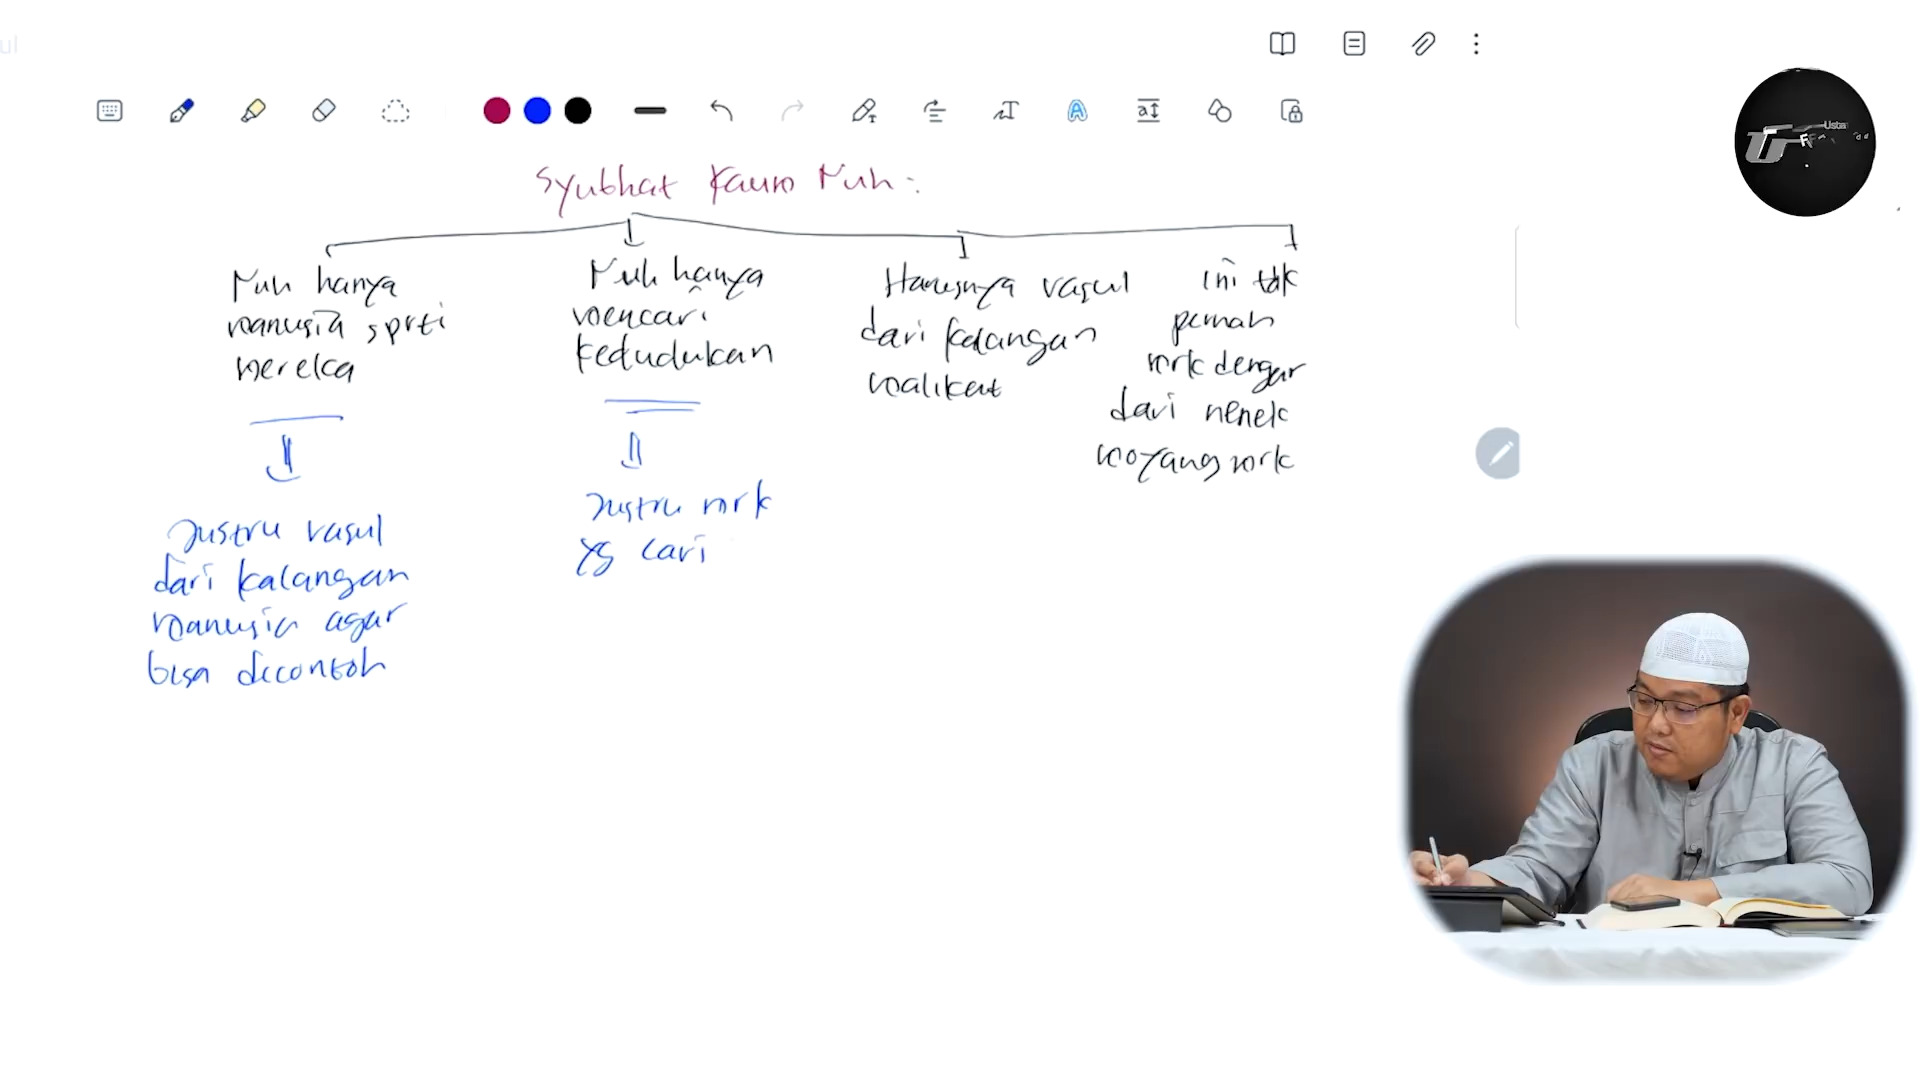 ul
Syubhat Kaum Nuh :
Nuh hanya
manusia sprti
mereka
Nuh hanya
mencari
kedudukan
Harusnya rasul
dari kalangan
malikat
ini tdk
pernah
mrk dengar
dari nenek
moyang mrk
Justru rasul
dari kalangan
manusia agar
bisa dicontoh
Justru mrk
yg cari
Usta
F